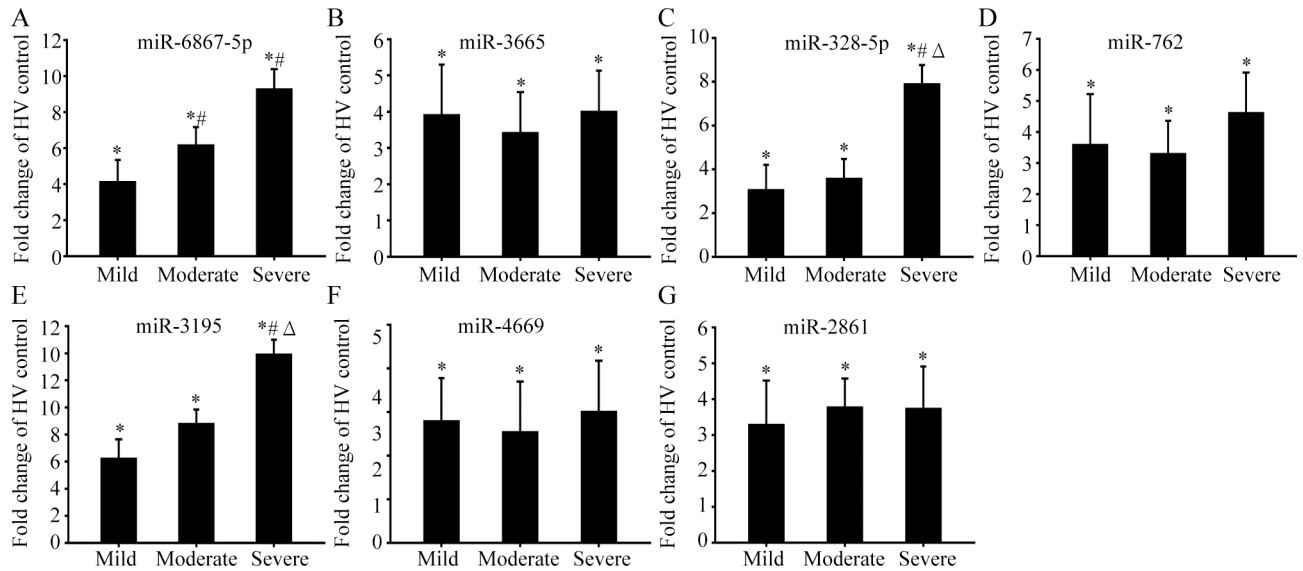 A
miR-6867-5p
Fold change of HV control
12
10
8
6
4
2
0
*
*#
*#
Mild Moderate Severe
B
miR-3665
Fold change of HV control
6
5
4
3
2
1
0
*
*
*
Mild Moderate Severe
C
miR-328-5p
Fold change of HV control
10
8
6
4
2
0
*
*
*# Δ
Mild Moderate Severe
D
miR-762
Fold change of HV control
7
6
5
4
3
2
1
0
*
*
*
Mild Moderate Severe
E
miR-3195
Fold change of HV control
12
10
10
8
6
4
2
0
*
*
*# Δ
Mild Moderate Severe
F
miR-4669
Fold change of HV control
5
4
3
2
1
0
*
*
*
Mild Moderate Severe
G
miR-2861
Fold change of HV control
6
5
4
3
2
1
0
*
*
*
Mild Moderate Severe